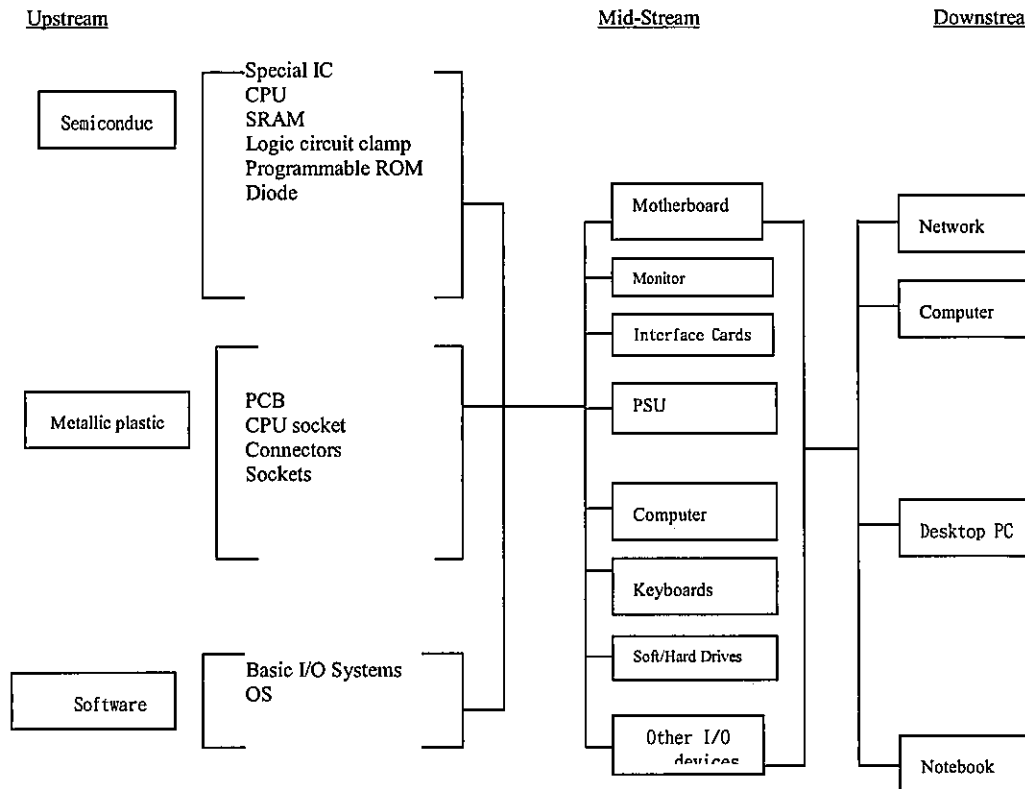 Upstream
Mid-Stream
Downstrea
Semiconduc
Special IC
CPU
SRAM
Logic circuit clamp
Programmable ROM
Diode
Metallic plastic
PCB
CPU socket
Connectors
Sockets
Software
Basic I/O Systems
OS
Motherboard
Monitor
Interface Cards
PSU
Computer
Keyboards
Soft/Hard Drives
Other I/O
devices
Network
Computer
Desktop PC
Notebook